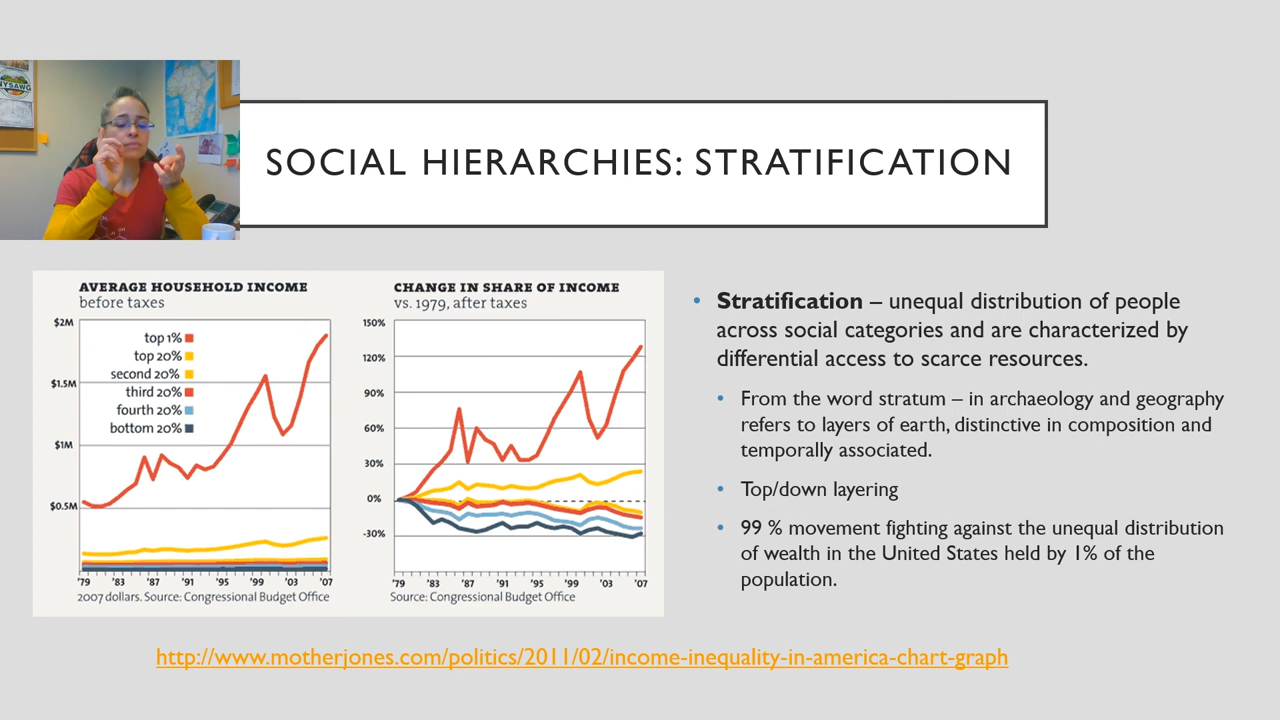 NYSAWG
SOCIAL HIERARCHIES: STRATIFICATION
AVERAGE HOUSEHOLD INCOME
before taxes
$2M
$1.5M
$1M
$0.5M
top 1%
top 20%
second 20%
third 20%
fourth 20%
bottom 20%
'79 '83 '87 '91 '95 '99 '03 '07
2007 dollars. Source: Congressional Budget Office
CHANGE IN SHARE OF INCOME
vs. 1979, after taxes
150%
120%
90%
60%
30%
0%
-30%
'79 '83 '87 '91 '95 '99 '03 '07
Source: Congressional Budget Office
• Stratification – unequal distribution of people
across social categories and are characterized by
differential access to scarce resources.
• From the word stratum – in archaeology and geography
refers to layers of earth, distinctive in composition and
temporally associated.
• Top/down layering
• 99 % movement fighting against the unequal distribution
of wealth in the United States held by 1% of the
population.
http://www.motherjones.com/politics/2011/02/income-inequality-in-america-chart-graph